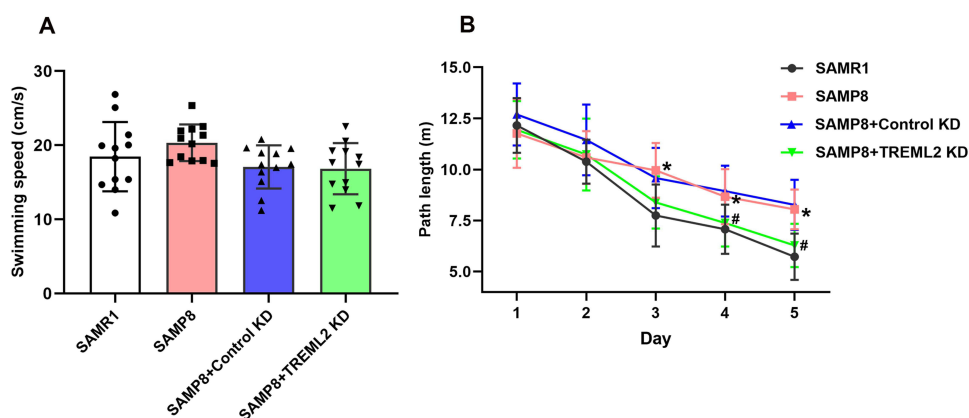 A
Swimming speed (cm/s)
30
20
10
0
SAMR1
SAMP8
SAMP8+Control KD
SAMP8+TREML2 KD
B
Path length (m)
15.0
12.5
10.0
7.5
5.0
*
*
#
*
#
1 2 3 4 5
Day
SAMR1
SAMP8
SAMP8+Control KD
SAMP8+TREML2 KD